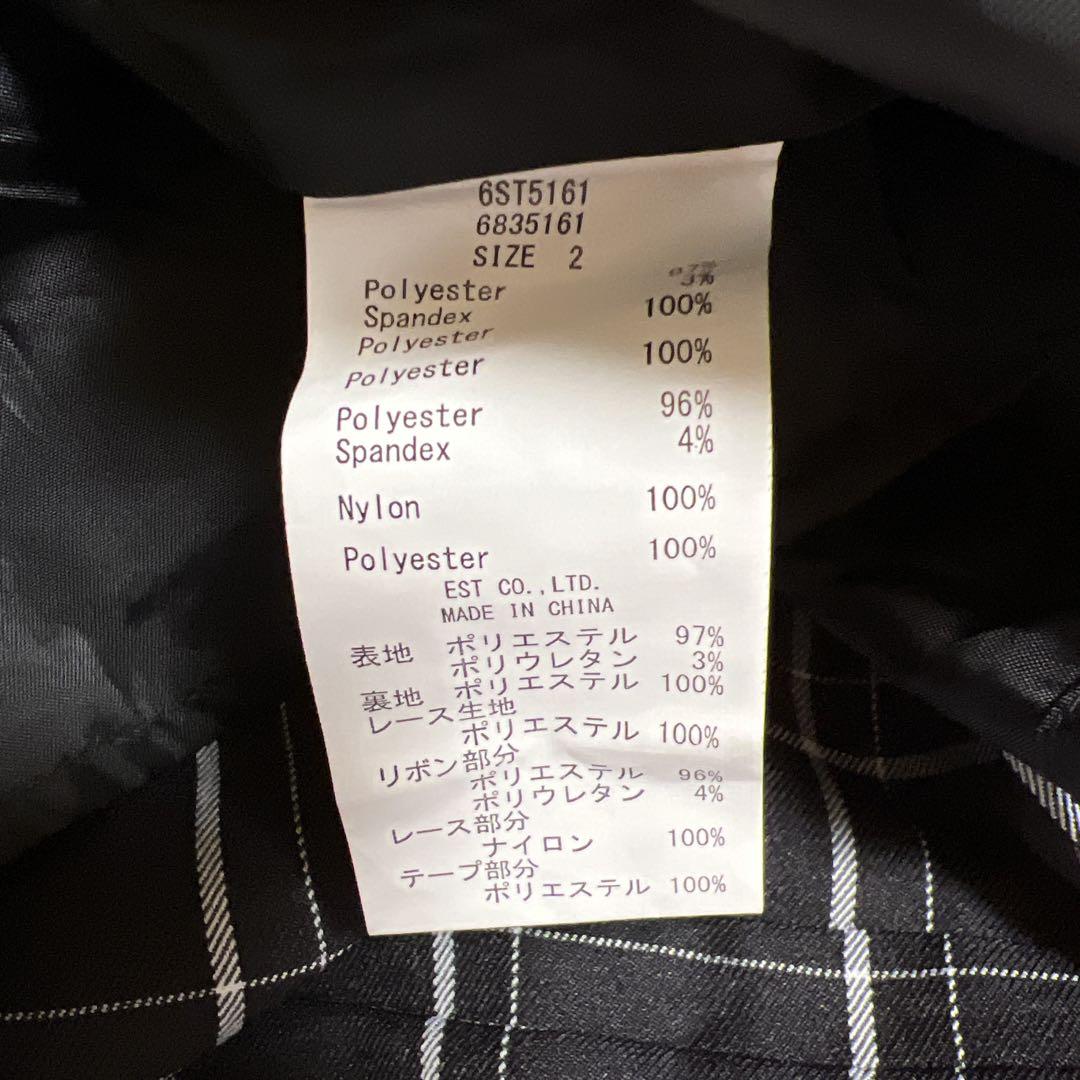 6ST5161
6835161
SIZE 2
Polyester 97%
Spandex 3%
Polyester 100%
Polyester 100%
Polyester 96%
Spandex 4%
Nylon 100%
Polyester 100%
EST CO.,LTD.
MADE IN CHINA
表地 ポリエステル 97%
ポリウレタン 3%
裏地 ポリエステル 100%
レース生地
ポリエステル 100%
リボン部分
ポリエステル 96%
ポリウレタン 4%
レース部分
ナイロン 100%
テープ部分
ポリエステル 100%